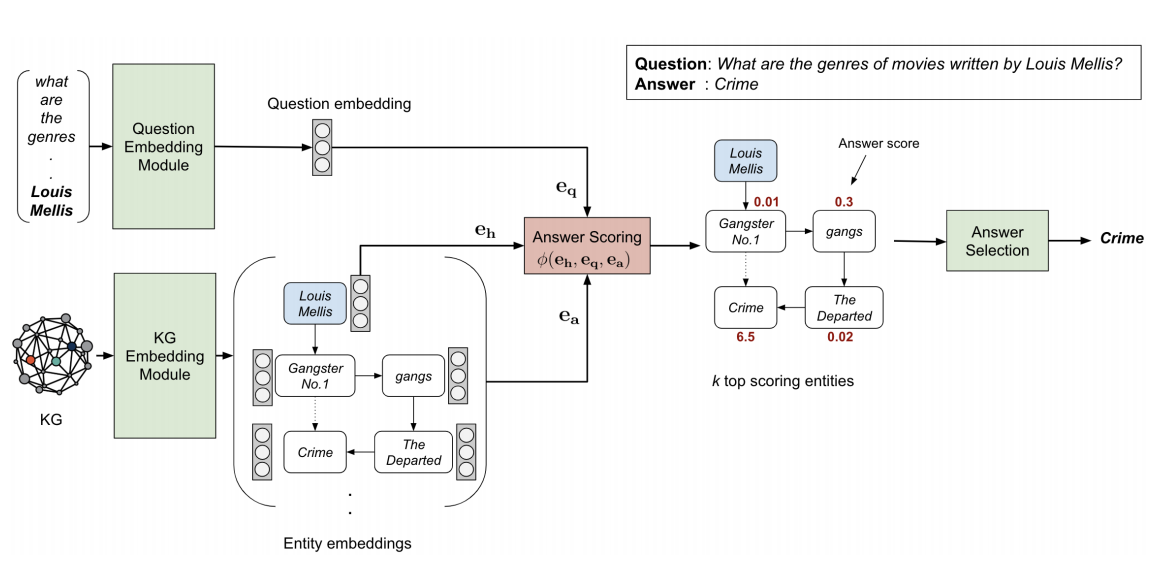 Question: What are the genres of movies written by Louis Mellis?
Answer : Crime
what
are
the
genres
.
.
Louis
Mellis
Question
Embedding
Module
Question embedding
e_q
KG
KG
Embedding
Module
Louis
Mellis
Gangster
No.1
gangs
Crime
The
Departed
.
.
Entity embeddings
e_h
e_a
Answer Scoring
ϕ(e_h, e_q, e_a)
Louis
Mellis
Answer score
0.01
0.3
Gangster
No.1
gangs
Crime
The
Departed
6.5
0.02
k top scoring entities
Answer
Selection
Crime